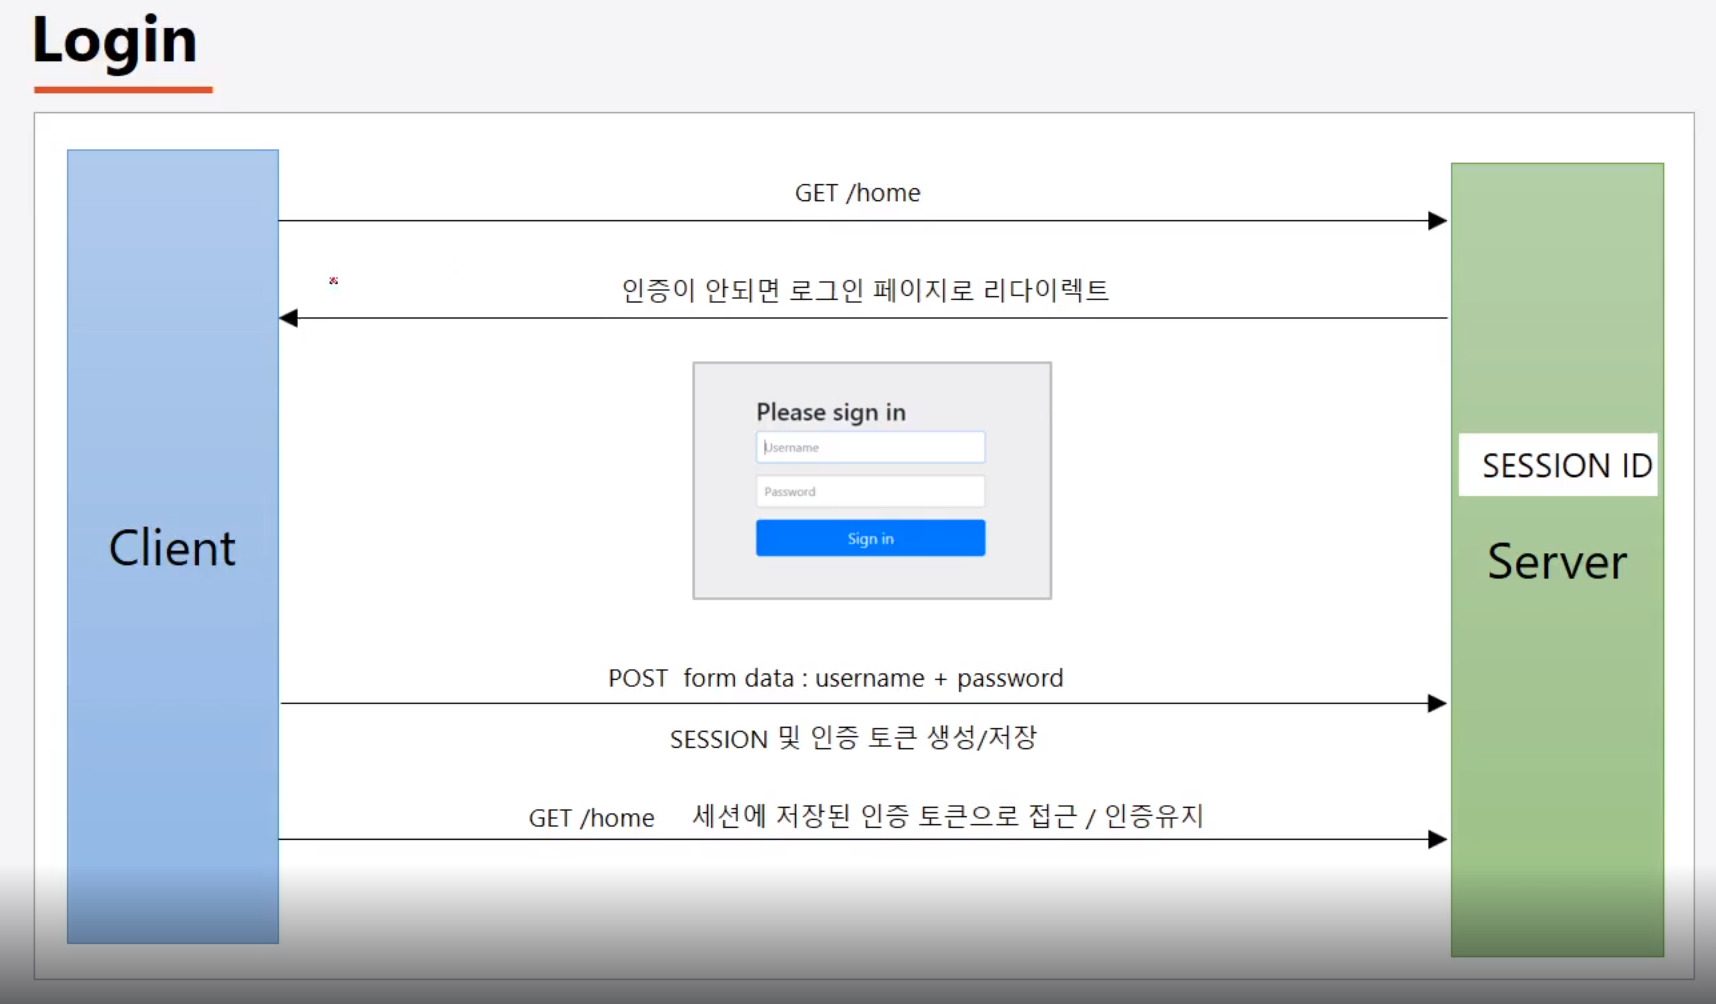 Login
GET /home
인증이 안되면 로그인 페이지로 리다이렉트
Please sign in
Username
Password
Sign in
SESSION ID
Client
Server
POST form data : username + password
SESSION 및 인증 토큰 생성/저장
GET /home 세션에 저장된 인증 토큰으로 접근 / 인증유지